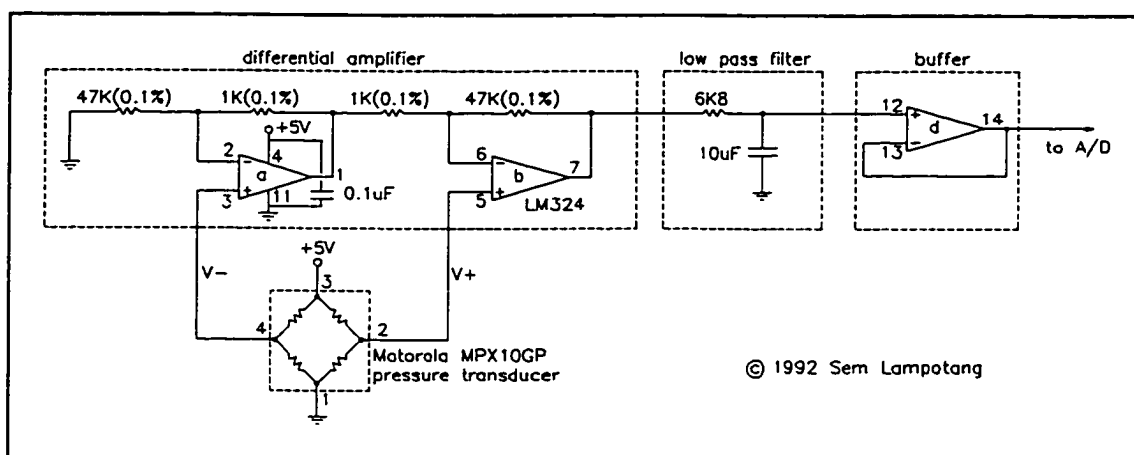 differential amplifier
low pass filter
buffer
47K(0.1%)
1K(0.1%)
1K(0.1%)
47K(0.1%)
6K8
+5V
2
-
4
a
1
+
3
11
0.1uF
6
-
b
7
+
5
LM324
10uF
12
+
d
14
-
13
to A/D
V-
+5V
V+
3
4
2
Motorola MPX10GP
pressure transducer
1
© 1992 Sem Lampotang